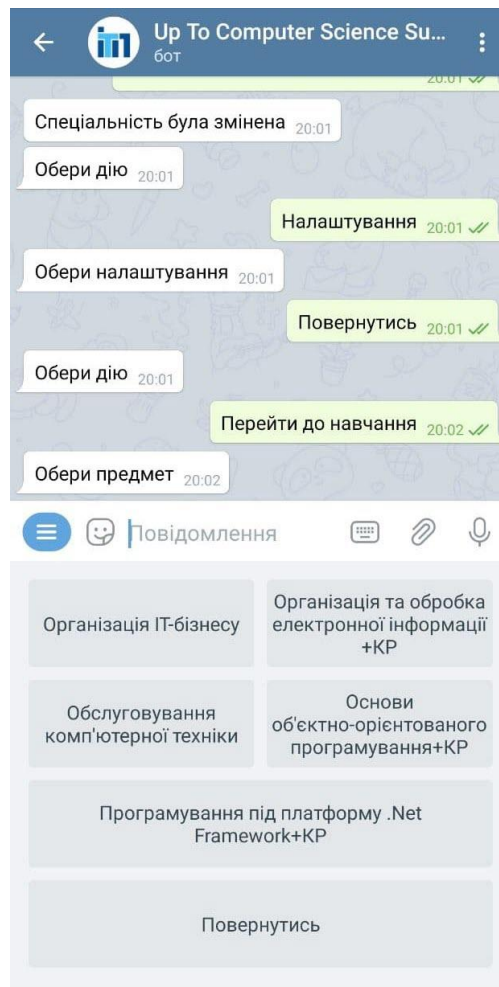 Up To Computer Science Su...
бот
20:01
Спеціальність була змінена 20:01
Обери дію 20:01
Налаштування 20:01
Обери налаштування 20:01
Повернутись 20:01
Обери дію 20:01
Перейти до навчання 20:02
Обери предмет 20:02
Повідомлення
Організація ІТ-бізнесу
Організація та обробка
електронної інформації
+КР
Обслуговування
комп'ютерної техніки
Основи
об'єктно-орієнтованого
програмування+КР
Програмування під платформу .Net
Framework+КР
Повернутись